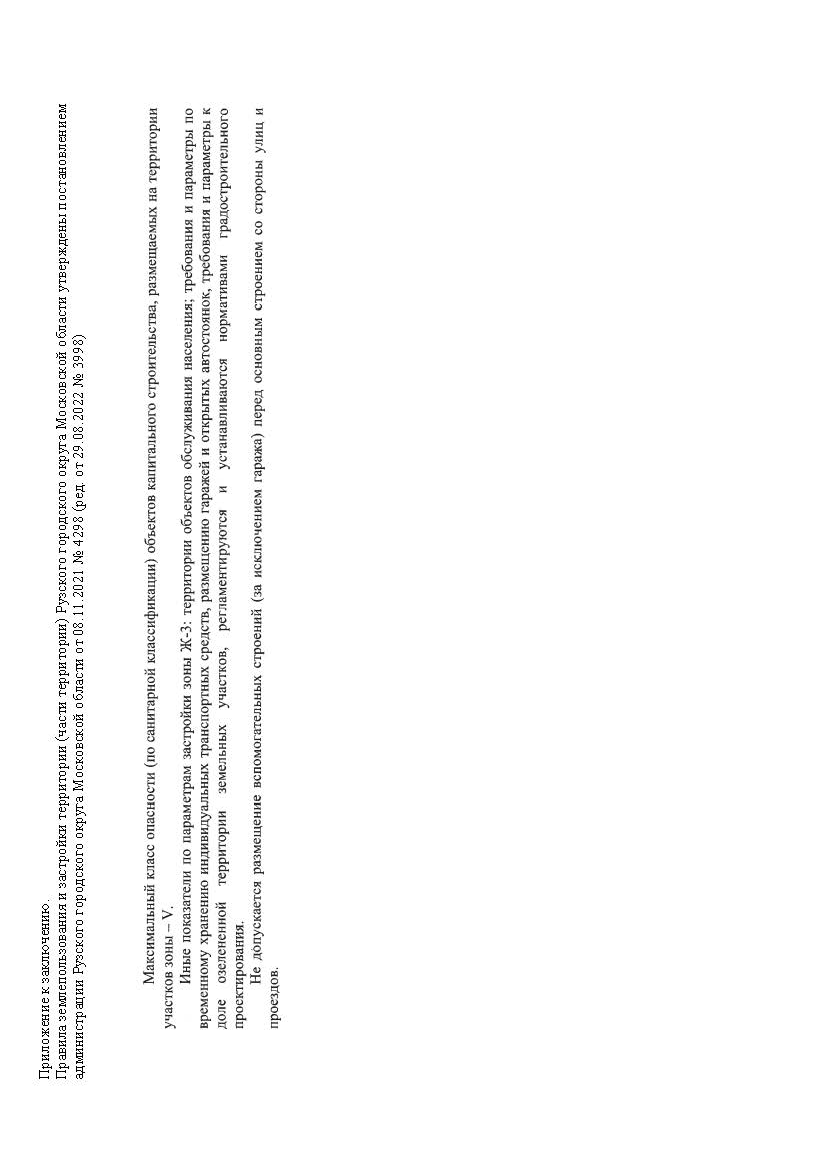 Приложение к заключению.
Правила землепользования и застройки территории (части территории) Рузского городского округа Московской области утверждены постановлением
администрации Рузского городского округа Московской области от 08.11.2021 № 4298 (ред. от 29.08.2022 № 3998)
Максимальный класс опасности (по санитарной классификации) объектов капитального строительства, размещаемых на территории
участков зоны – V.
Иные показатели по параметрам застройки зоны Ж-3: территории объектов обслуживания населения; требования и параметры по
временному хранению индивидуальных транспортных средств, размещению гаражей и открытых автостоянок, требования и параметры к
доле озелененной территории земельных участков, регламентируются и устанавливаются нормативами градостроительного
проектирования.
Не допускается размещение вспомогательных строений (за исключением гаража) перед основным строением со стороны улиц и
проездов.